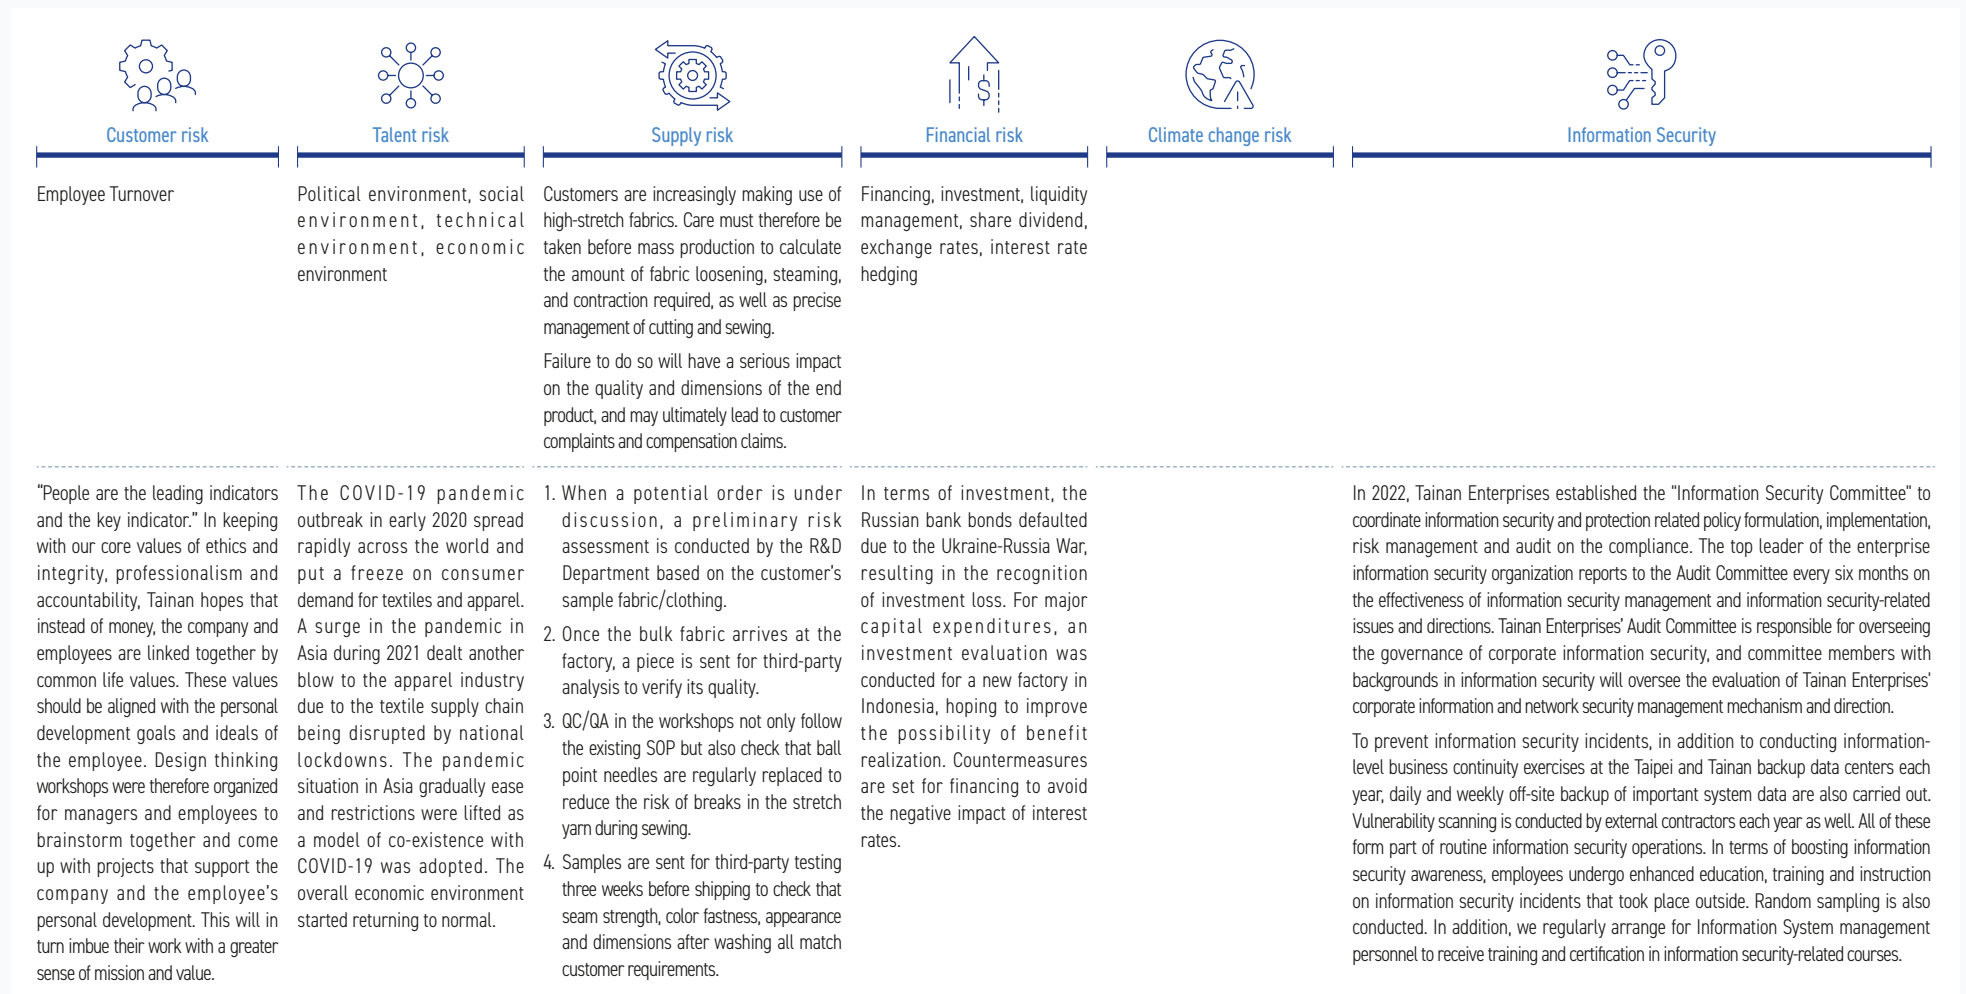 Customer risk
Talent risk
Supply risk
Financial risk
Climate change risk
Information Security
Employee Turnover
Political environment, social
environment, technical
environment, economic
environment
Customers are increasingly making use of
high-stretch fabrics. Care must therefore be
taken before mass production to calculate
the amount of fabric loosening, steaming,
and contraction required, as well as precise
management of cutting and sewing.
Failure to do so will have a serious impact
on the quality and dimensions of the end
product, and may ultimately lead to customer
complaints and compensation claims.
Financing, investment, liquidity
management, share dividend,
exchange rates, interest rate
hedging
“People are the leading indicators
and the key indicator.” In keeping
with our core values of ethics and
integrity, professionalism and
accountability, Tainan hopes that
instead of money, the company and
employees are linked together by
common life values. These values
should be aligned with the personal
development goals and ideals of
the employee. Design thinking
workshops were therefore organized
for managers and employees to
brainstorm together and come
up with projects that support the
company and the employee’s
personal development. This will in
turn imbue their work with a greater
sense of mission and value.
The COVID-19 pandemic
outbreak in early 2020 spread
rapidly across the world and
put a freeze on consumer
demand for textiles and apparel.
A surge in the pandemic in
Asia during 2021 dealt another
blow to the apparel industry
due to the textile supply chain
being disrupted by national
lockdowns. The pandemic
situation in Asia gradually ease
and restrictions were lifted as
a model of co-existence with
COVID-19 was adopted. The
overall economic environment
started returning to normal.
1. When a potential order is under
discussion, a preliminary risk
assessment is conducted by the R&D
Department based on the customer’s
sample fabric/clothing.
2. Once the bulk fabric arrives at the
factory, a piece is sent for third-party
analysis to verify its quality.
3. QC/QA in the workshops not only follow
the existing SOP but also check that ball
point needles are regularly replaced to
reduce the risk of breaks in the stretch
yarn during sewing.
4. Samples are sent for third-party testing
three weeks before shipping to check that
seam strength, color fastness, appearance
and dimensions after washing all match
customer requirements.
In terms of investment, the
Russian bank bonds defaulted
due to the Ukraine-Russia War,
resulting in the recognition
of investment loss. For major
capital expenditures, an
investment evaluation was
conducted for a new factory in
Indonesia, hoping to improve
the possibility of benefit
realization. Countermeasures
are set for financing to avoid
the negative impact of interest
rates.
In 2022, Tainan Enterprises established the "Information Security Committee" to
coordinate information security and protection related policy formulation, implementation,
risk management and audit on the compliance. The top leader of the enterprise
information security organization reports to the Audit Committee every six months on
the effectiveness of information security management and information security-related
issues and directions. Tainan Enterprises’ Audit Committee is responsible for overseeing
the governance of corporate information security, and committee members with
backgrounds in information security will oversee the evaluation of Tainan Enterprises’
corporate information and network security management mechanism and direction.
To prevent information security incidents, in addition to conducting information-
level business continuity exercises at the Taipei and Tainan backup data centers each
year, daily and weekly off-site backup of important system data are also carried out.
Vulnerability scanning is conducted by external contractors each year as well. All of these
form part of routine information security operations. In terms of boosting information
security awareness, employees undergo enhanced education, training and instruction
on information security incidents that took place outside. Random sampling is also
conducted. In addition, we regularly arrange for Information System management
personnel to receive training and certification in information security-related courses.